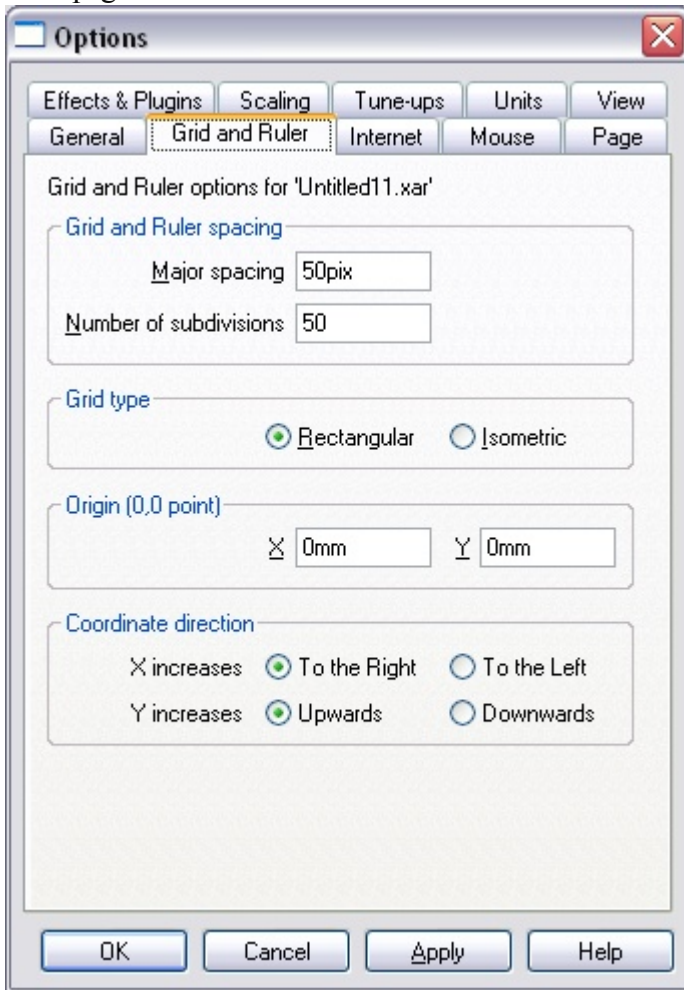 Options
Effects & Plugins Scaling Tune-ups Units View
General Grid and Ruler Internet Mouse Page
Grid and Ruler options for 'Untitled11.xar'
Grid and Ruler spacing
Major spacing 50pix
Number of subdivisions 50
Grid type
Rectangular Isometric
Origin (0,0 point)
X 0mm Y 0mm
Coordinate direction
X increases To the Right To the Left
Y increases Upwards Downwards
OK Cancel Apply Help